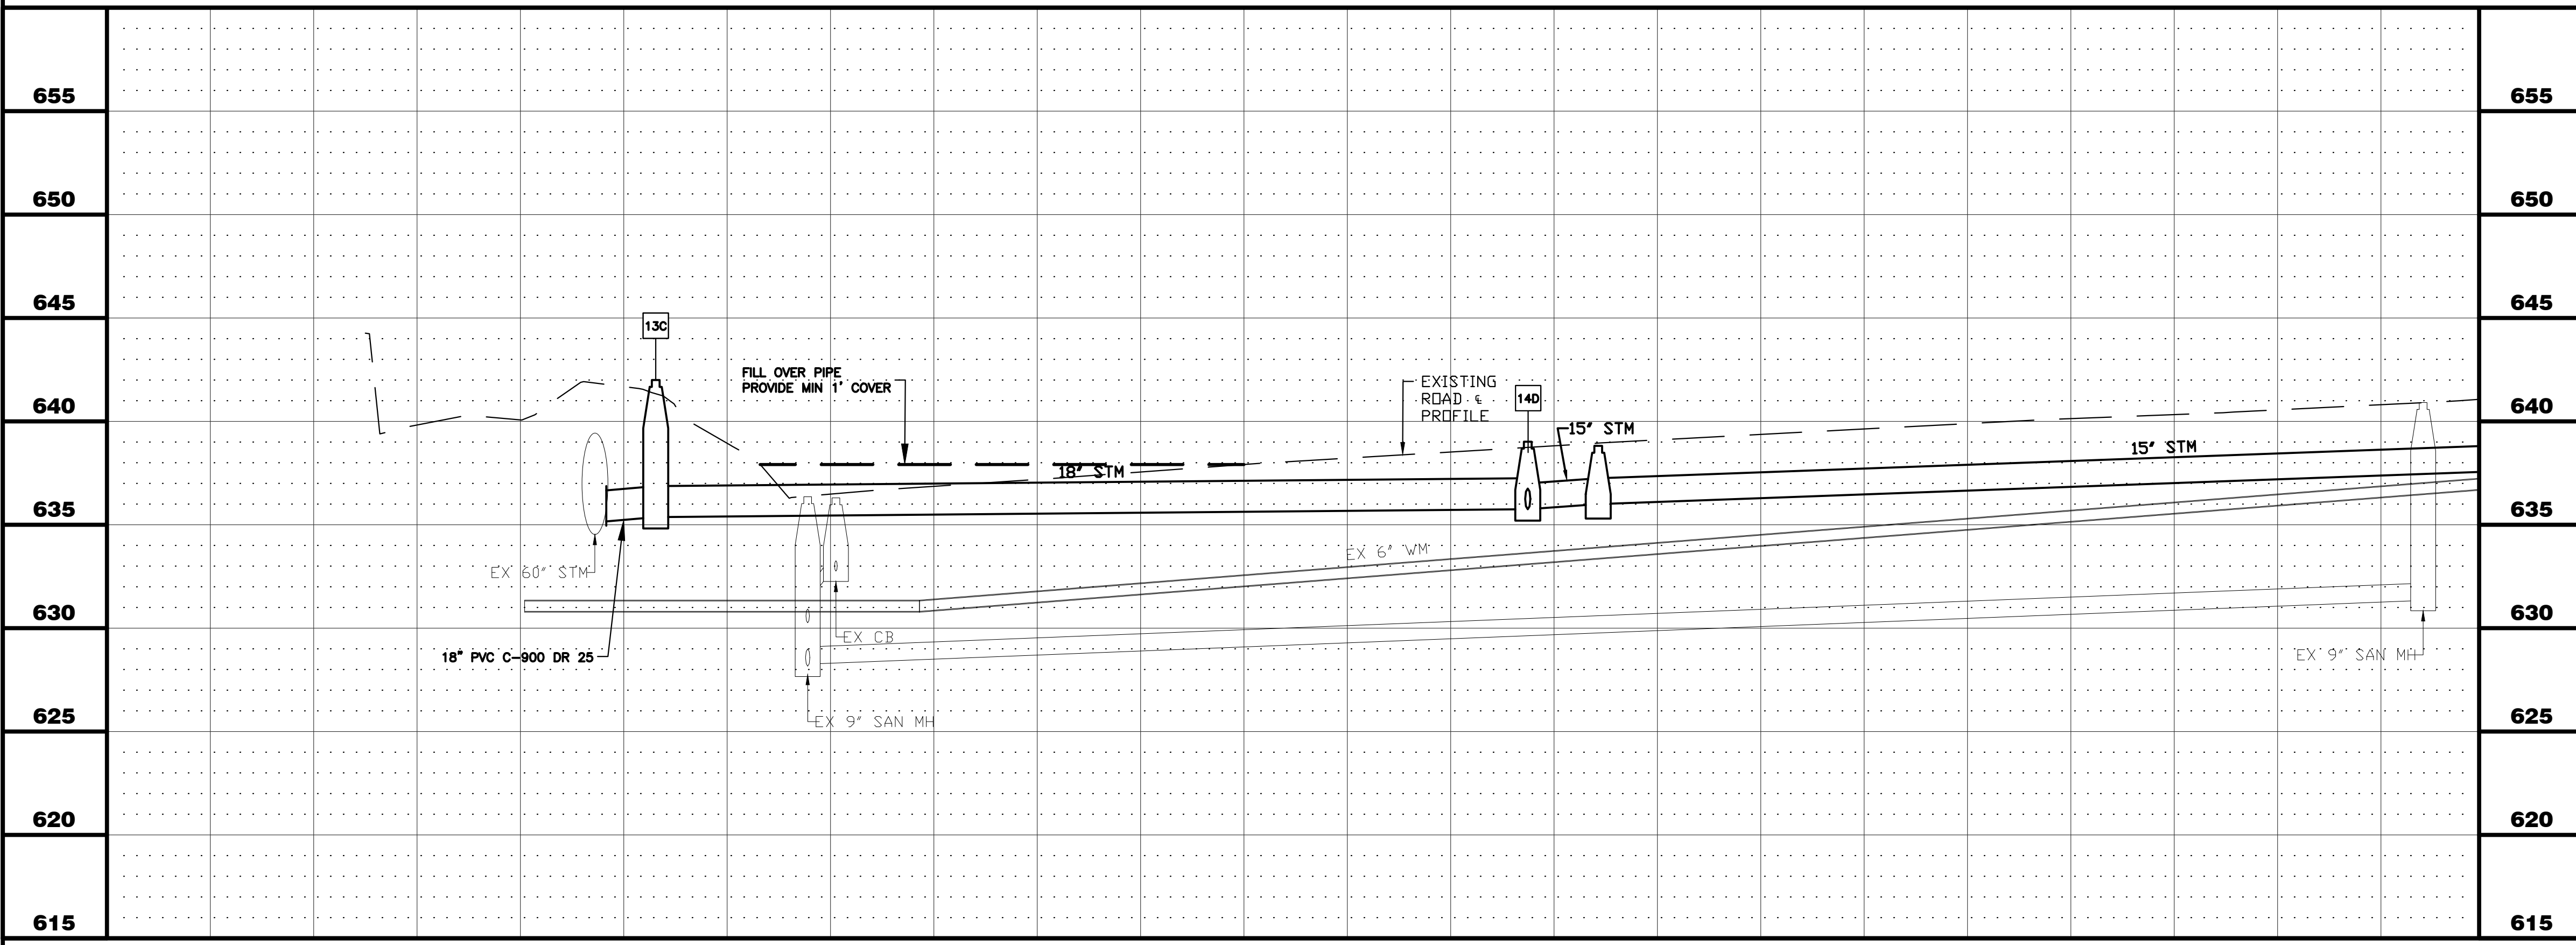 655
655
650
650
645
645
13C
FILL OVER PIPE
PROVIDE MIN 1' COVER
EXISTING
ROAD ℄
PROFILE
14D
640
640
15" STM
15" STM
18" STM
635
635
EX 6" WM
EX 60" STM
630
630
EX CB
18" PVC C-900 DR 25
EX 9" SAN MH
625
625
EX 9" SAN MH
620
620
615
615